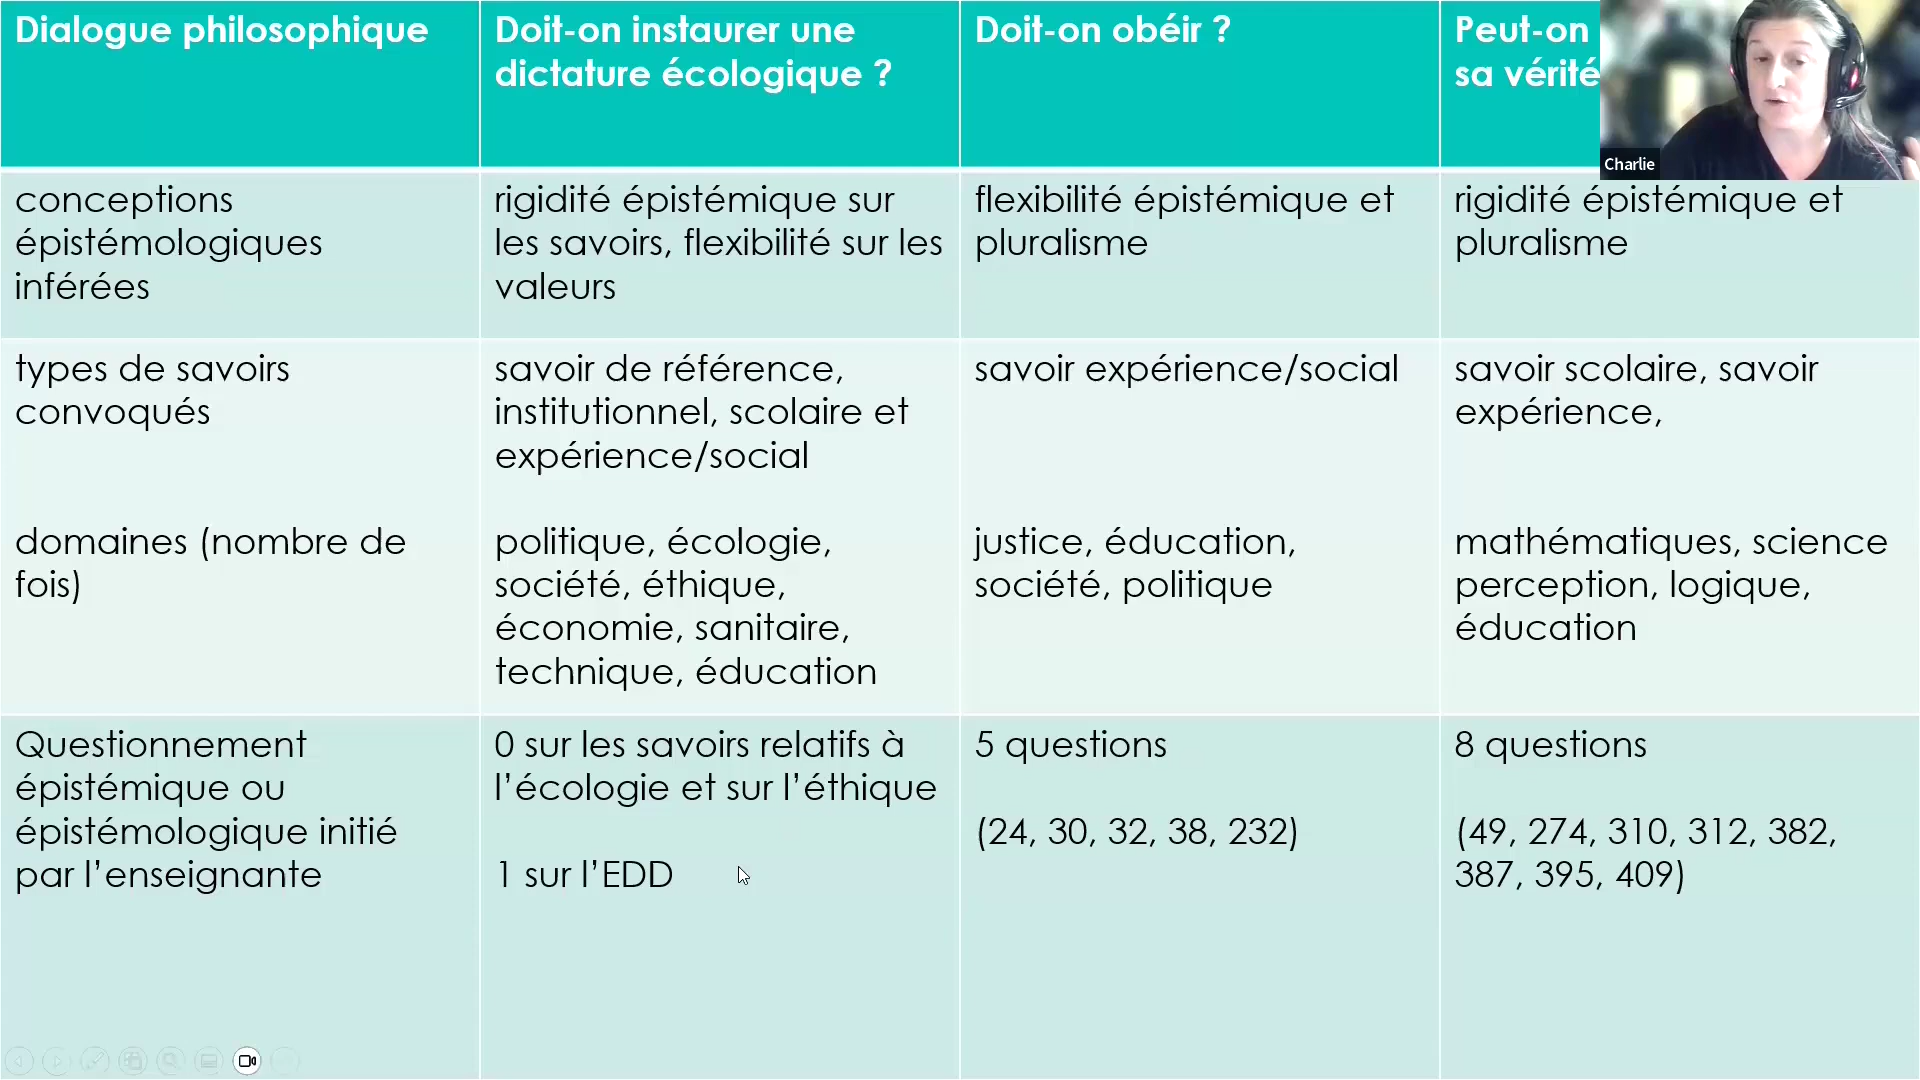 Dialogue philosophique
Doit-on instaurer une
dictature écologique ?
Doit-on obéir ?
Peut-on
sa vérité
Charlie
conceptions
épistémologiques
inférées
rigidité épistémique sur
les savoirs, flexibilité sur les
valeurs
flexibilité épistémique et
pluralisme
rigidité épistémique et
pluralisme
types de savoirs
convoqués
savoir de référence,
institutionnel, scolaire et
expérience/social
savoir expérience/social
savoir scolaire, savoir
expérience,
domaines (nombre de
fois)
politique, écologie,
société, éthique,
économie, sanitaire,
technique, éducation
justice, éducation,
société, politique
mathématiques, science
perception, logique,
éducation
Questionnement
épistémique ou
épistémologique initié
par l’enseignante
0 sur les savoirs relatifs à
l’écologie et sur l’éthique
1 sur l’EDD
5 questions
(24, 30, 32, 38, 232)
8 questions
(49, 274, 310, 312, 382,
387, 395, 409)